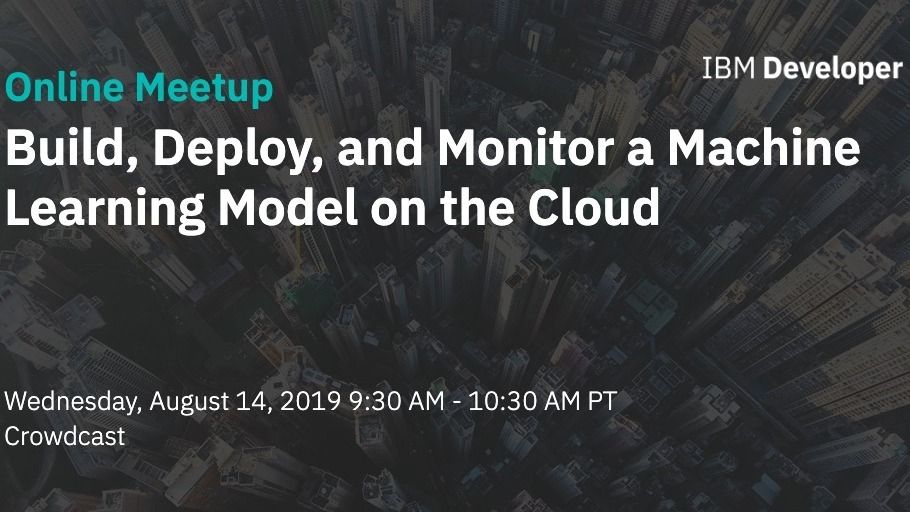 IBM Developer
Online Meetup
Build, Deploy, and Monitor a Machine
Learning Model on the Cloud
Wednesday, August 14, 2019 9:30 AM - 10:30 AM PT
Crowdcast